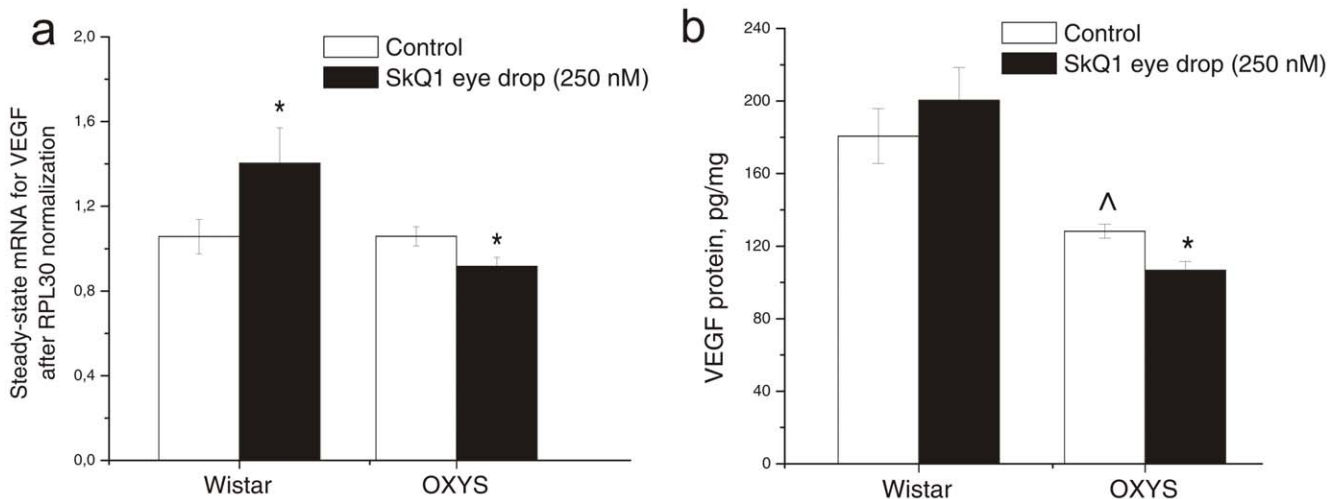 a
Steady-state mRNA for VEGF
after RPL30 normalization
2,0
1,6
1,2
0,8
0,4
0,0
Control
SkQ1 eye drop (250 nM)
*
*
Wistar
OXYS
b
VEGF protein, pg/mg
240
200
160
120
80
40
0
Control
SkQ1 eye drop (250 nM)
^
*
Wistar
OXYS